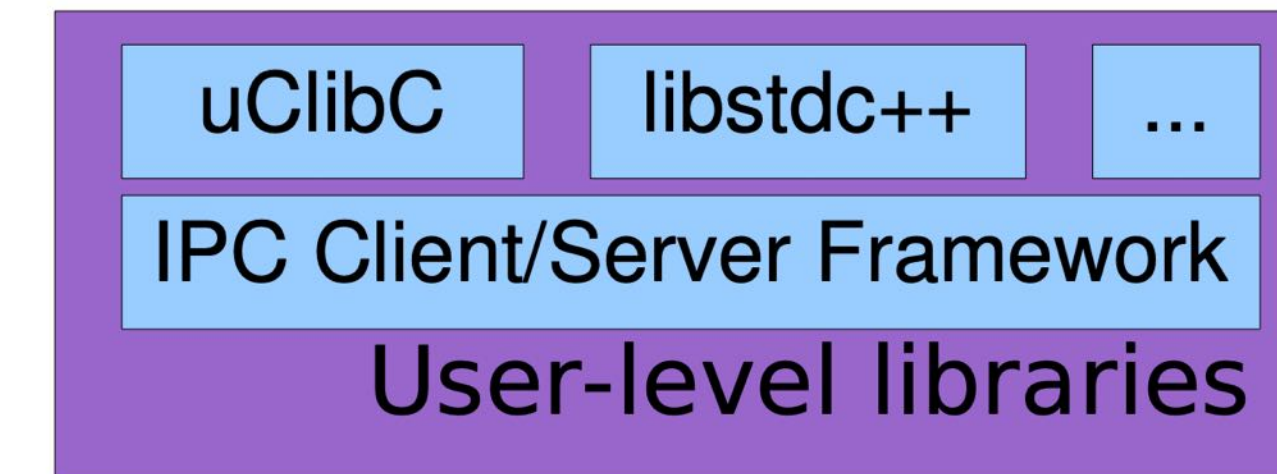 uClibC libstdc++ ...
IPC Client/Server Framework
User-level libraries